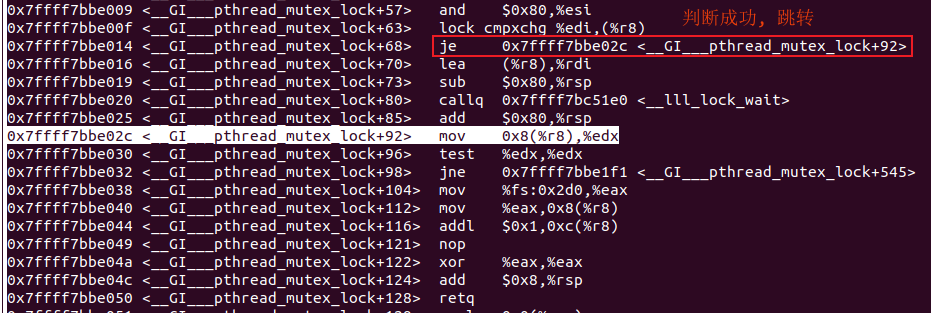 0x7ffff7bbe009 <__GI___pthread_mutex_lock+57> and $0x80,%esi
判断成功, 跳转
0x7ffff7bbe00f <__GI___pthread_mutex_lock+63> lock cmpxchg %edi,(%r8)
0x7ffff7bbe014 <__GI___pthread_mutex_lock+68> je 0x7ffff7bbe02c <__GI___pthread_mutex_lock+92>
0x7ffff7bbe016 <__GI___pthread_mutex_lock+70> lea (%r8),%rdi
0x7ffff7bbe019 <__GI___pthread_mutex_lock+73> sub $0x80,%rsp
0x7ffff7bbe020 <__GI___pthread_mutex_lock+80> callq 0x7ffff7bc51e0 <__lll_lock_wait>
0x7ffff7bbe025 <__GI___pthread_mutex_lock+85> add $0x80,%rsp
0x7ffff7bbe02c <__GI___pthread_mutex_lock+92> mov 0x8(%r8),%edx
0x7ffff7bbe030 <__GI___pthread_mutex_lock+96> test %edx,%edx
0x7ffff7bbe032 <__GI___pthread_mutex_lock+98> jne 0x7ffff7bbe1f1 <__GI___pthread_mutex_lock+545>
0x7ffff7bbe038 <__GI___pthread_mutex_lock+104> mov %fs:0x2d0,%eax
0x7ffff7bbe040 <__GI___pthread_mutex_lock+112> mov %eax,0x8(%r8)
0x7ffff7bbe044 <__GI___pthread_mutex_lock+116> addl $0x1,0xc(%r8)
0x7ffff7bbe049 <__GI___pthread_mutex_lock+121> nop
0x7ffff7bbe04a <__GI___pthread_mutex_lock+122> xor %eax,%eax
0x7ffff7bbe04c <__GI___pthread_mutex_lock+124> add $0x8,%rsp
0x7ffff7bbe050 <__GI___pthread_mutex_lock+128> retq